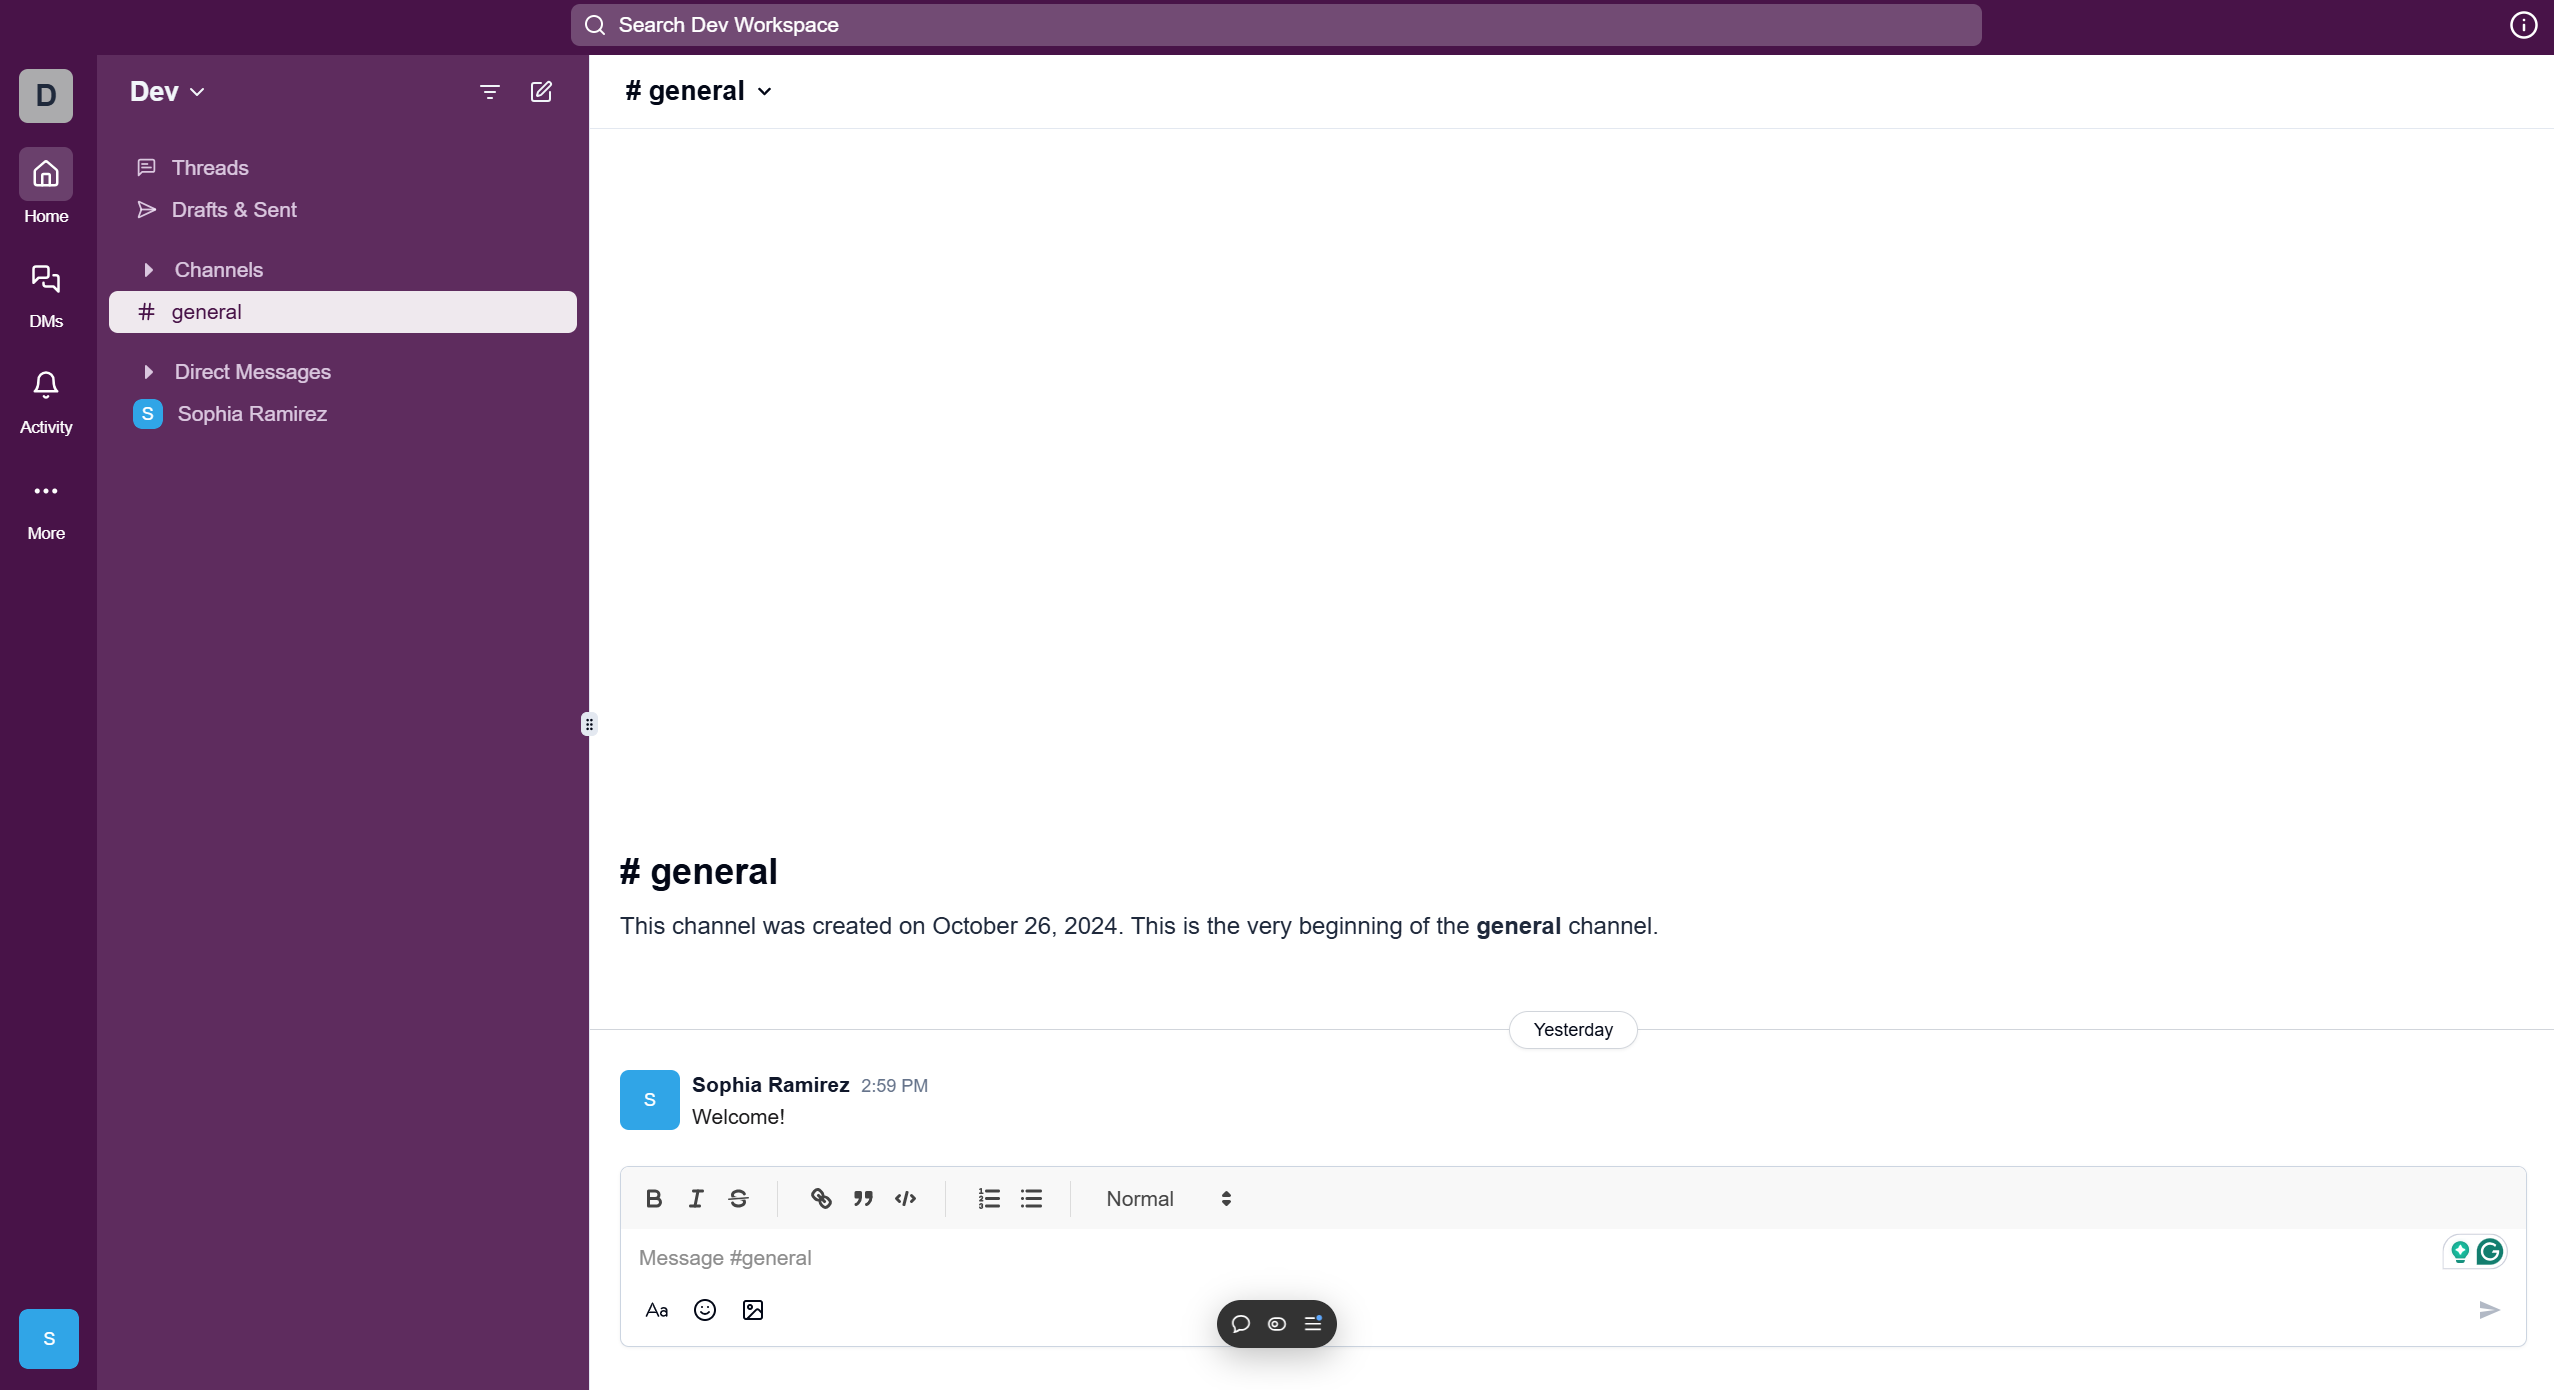 Search Dev Workspace
D
Home
DMs
Activity
More
S
Dev
Threads
Drafts & Sent
Channels
# general
Direct Messages
S Sophia Ramirez
# general
# general
This channel was created on October 26, 2024. This is the very beginning of the general channel.
Yesterday
S
Sophia Ramirez 2:59 PM
Welcome!
Normal
Message #general
Aa